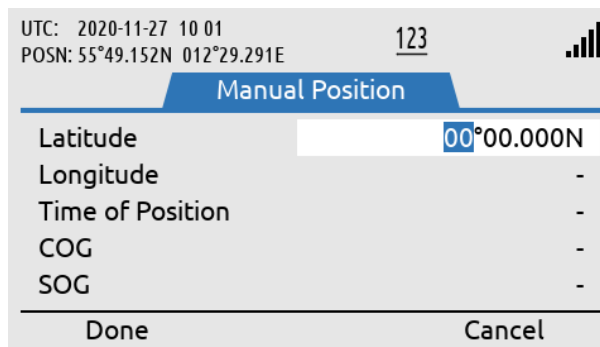 UTC: 2020-11-27 10 01
123
POSN: 55°49.152N 012°29.291E
Manual Position
Latitude 00°00.000N
Longitude -
Time of Position -
COG -
SOG -
Done Cancel